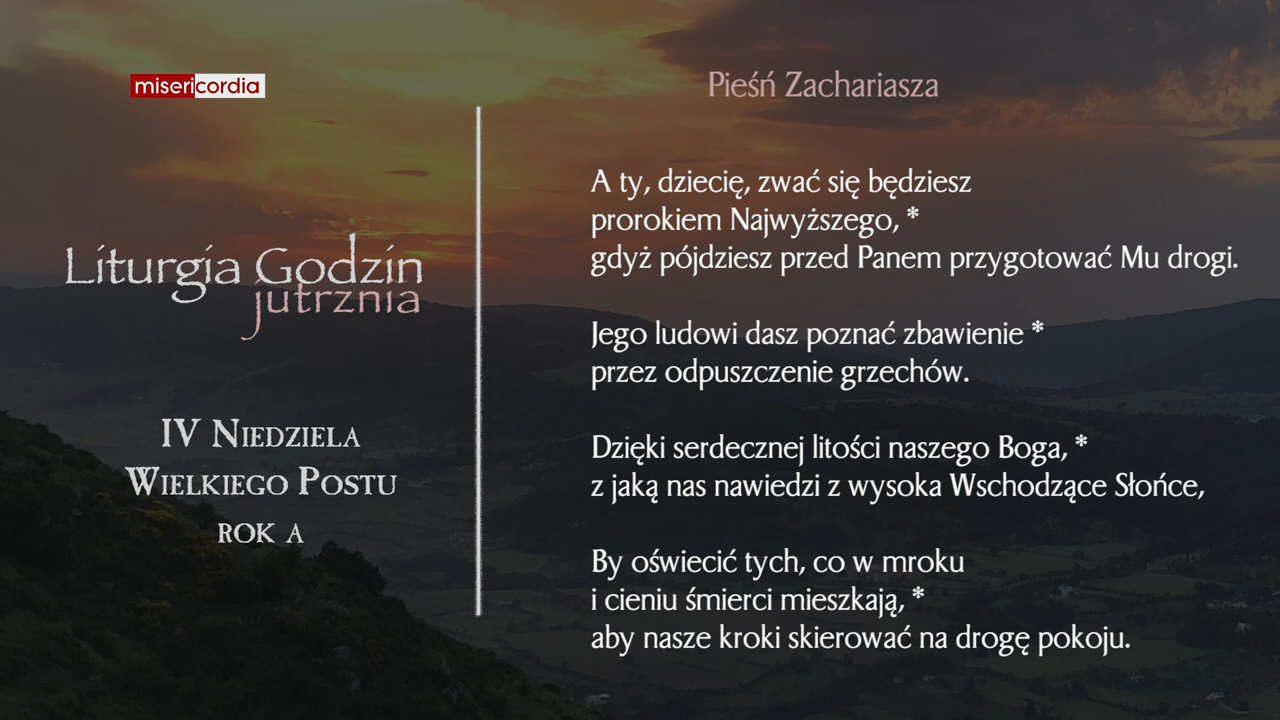 misericordia
Liturgia Godzin
jutrznia
IV Niedziela
Wielkiego Postu
rok A
Pieśń Zachariasza
A ty, dziecię, zwać się będziesz
prorokiem Najwyższego, *
gdyż pójdziesz przed Panem przygotować Mu drogi.
Jego ludowi dasz poznać zbawienie *
przez odpuszczenie grzechów.
Dzięki serdecznej litości naszego Boga, *
z jaką nas nawiedzi z wysoka Wschodzące Słońce,
By oświecić tych, co w mroku
i cieniu śmierci mieszkają, *
aby nasze kroki skierować na drogę pokoju.